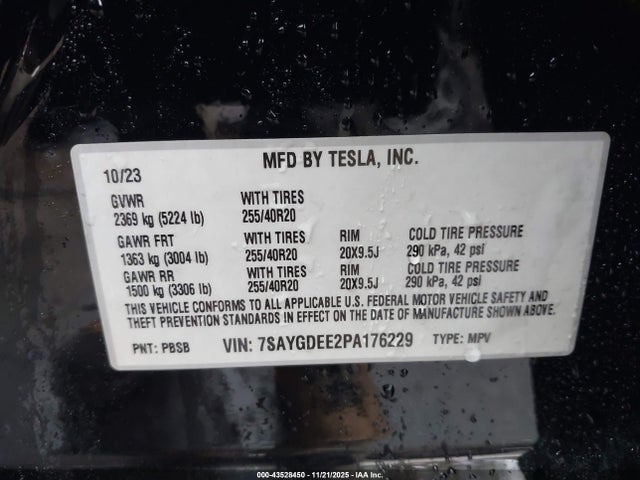 MFD BY TESLA, INC.
10/23
GVWR WITH TIRES
2369 kg (5224 lb) 255/40R20
GAWR FRT WITH TIRES RIM COLD TIRE PRESSURE
1363 kg (3004 lb) 255/40R20 20X9.5J 290 kPa, 42 psi
GAWR RR WITH TIRES RIM COLD TIRE PRESSURE
1500 kg (3306 lb) 255/40R20 20X9.5J 290 kPa, 42 psi
THIS VEHICLE CONFORMS TO ALL APPLICABLE U.S. FEDERAL MOTOR VEHICLE SAFETY AND
THEFT PREVENTION STANDARDS IN EFFECT ON THE DATE OF MANUFACTURE SHOWN ABOVE.
PNT: PBSB VIN: 7SAYGDEE2PA176229 TYPE: MPV
000-43528450 - 11/21/2025 - IAA Inc.